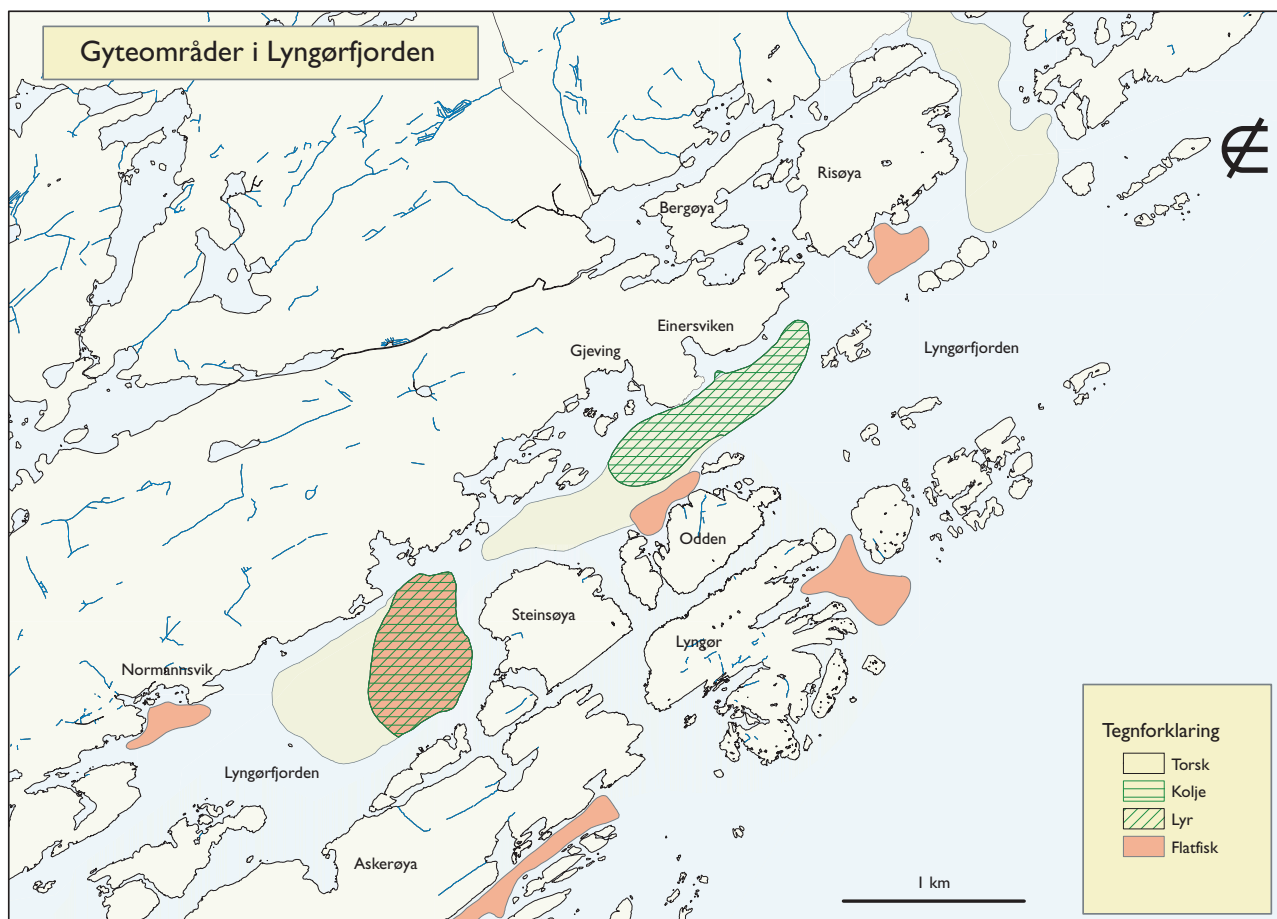 Gyteområder i Lyngørfjorden
Risøya
Bergøya
Einersviken
Gjeving
Lyngørfjorden
Odden
Steinsøya
Lyngør
Normannsvik
Lyngørfjorden
Askerøya
Tegnforklaring
Torsk
Kolje
Lyr
Flatfisk
1 km